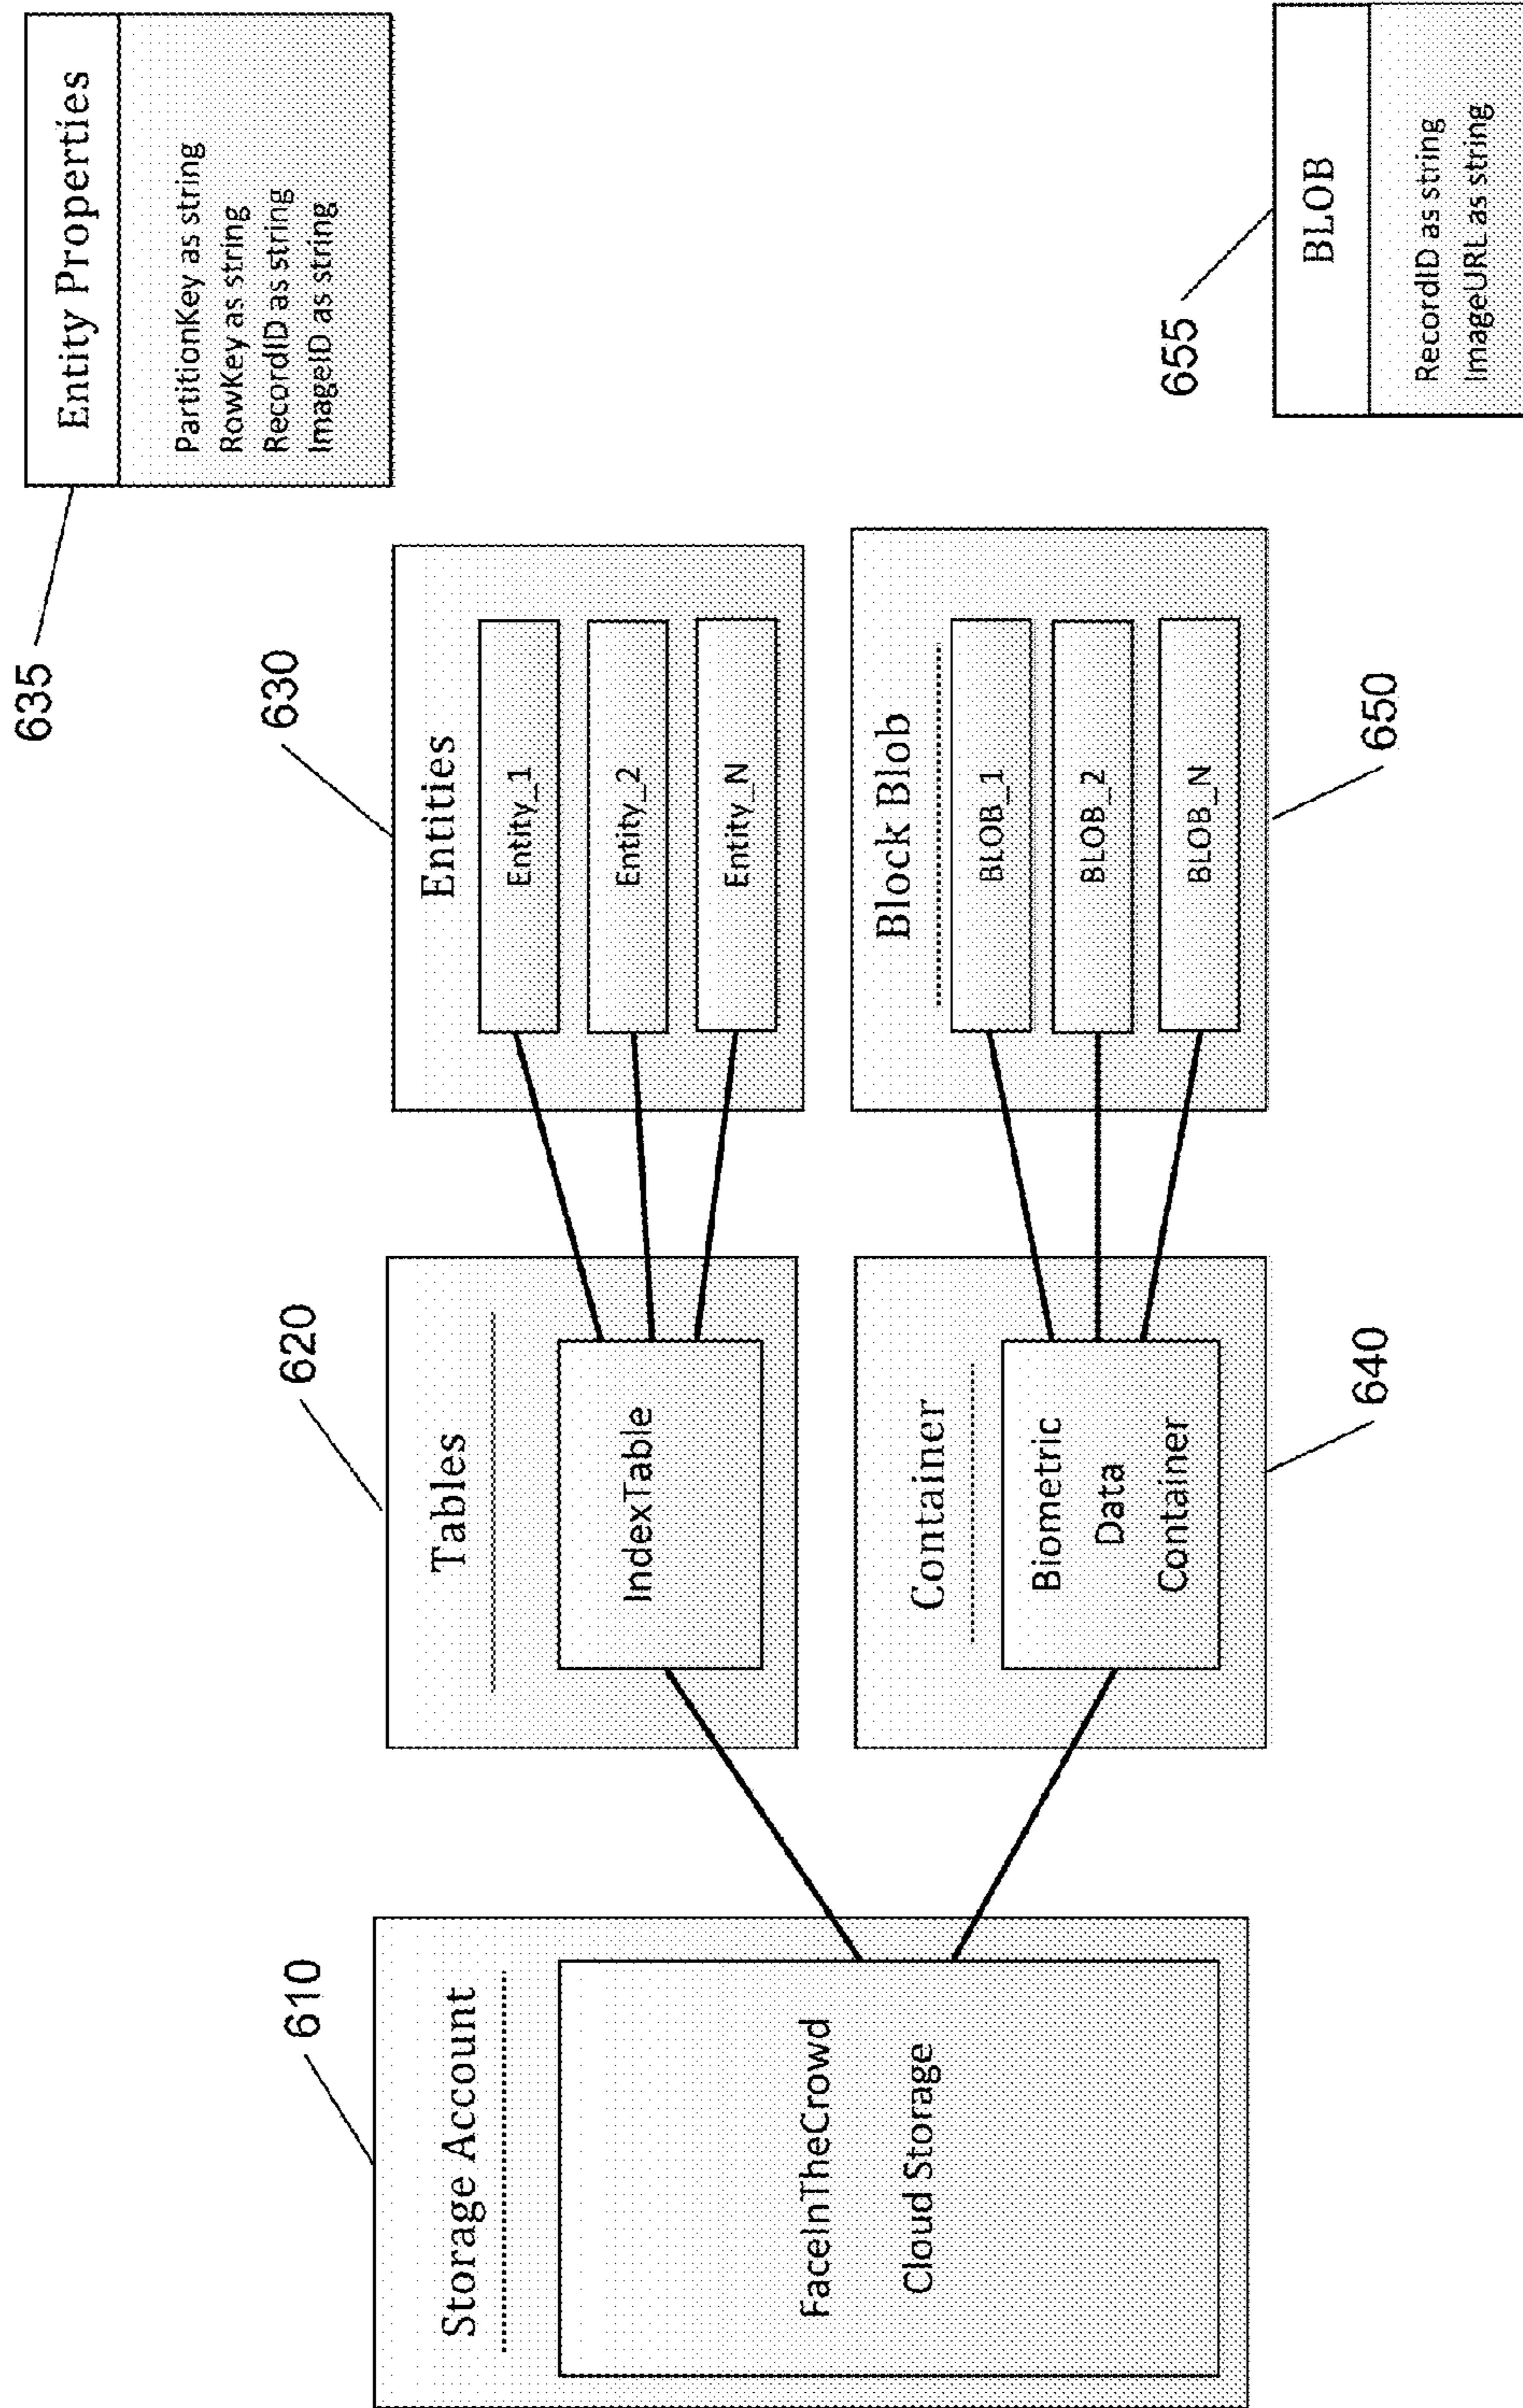 610
Storage Account
FaceInTheCrowd
Cloud Storage
620
Tables
IndexTable
Container
Biometric
Data
Container
640
630
Entities
Entity_1
Entity_2
Entity_N
Block Blob
BLOB_1
BLOB_2
BLOB_N
650
635
Entity Properties
PartitionKey as string
RowKey as string
RecordID as string
ImageID as string
655
BLOB
RecordID as string
ImageURL as string